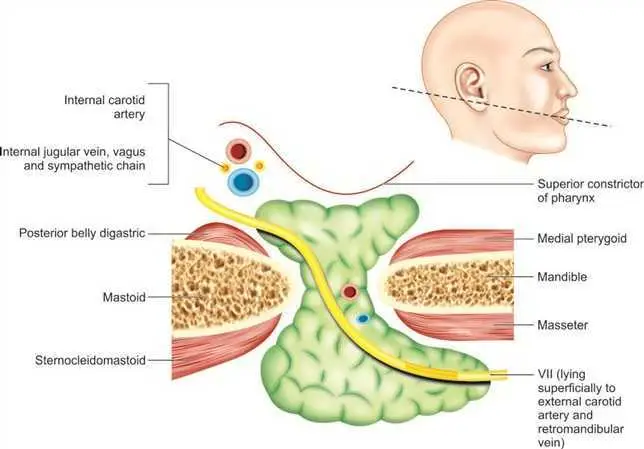 Internal carotid
artery
Internal jugular vein, vagus
and sympathetic chain
Posterior belly digastric
Mastoid
Sternocleidomastoid
Superior constrictor
of pharynx
Medial pterygoid
Mandible
Masseter
VII (lying
superficially to
external carotid
artery and
retromandibular
vein)